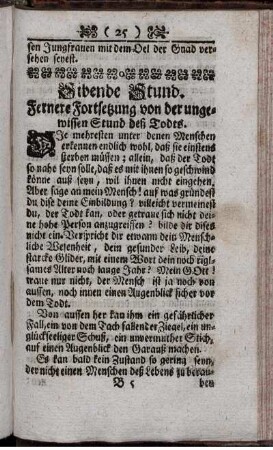 ( 25 )
sen Jungfrauen mit dem Oel der Gnad ver-
sehen seyest.
Sibende Stund.
Fernere Fortsetzung von der unge-
wissen Stund deß Todts.
DJe mehresten unter denen Menschen
erkennen endlich wohl, daß sie einstens
sterben müssen; allein, daß der Todt
so nahe seyn solle, daß es mit ihnen so geschwind
könne auß seyn, wil ihnen nicht eingehen.
Aber sage an mein Mensch! auf was gründest
du dise deine Einbildung? villeicht vermeinest
du, der Todt kan, oder getraue sich nicht dei-
ne hohe Person anzugreiffen? bilde dir dises
nicht ein. Verspricht dir etwann dein Mensch-
liche Wesenheit, dein gesunder Leib, deine
starcke Glider, mit einem Wort dein noch rigl-
sames Alter noch lange Jahr? Mein GOtt!
traue nur nicht, der Mensch ist ja noch von
aussen, noch innen einen Augenblick sicher vor
dem Todt.
Von aussen her kan ihm ein gefährlicher
Fall, ein von dem Tach fallender Ziegel, ein un-
glückseeliger Schuß, ein unvermuther Stich,
auf einen Augenblick den Garauß machen.
Es kan bald kein Zustand so gering seyn,
der nicht einen Menschen deß Lebens zu berau-
B 5 ben